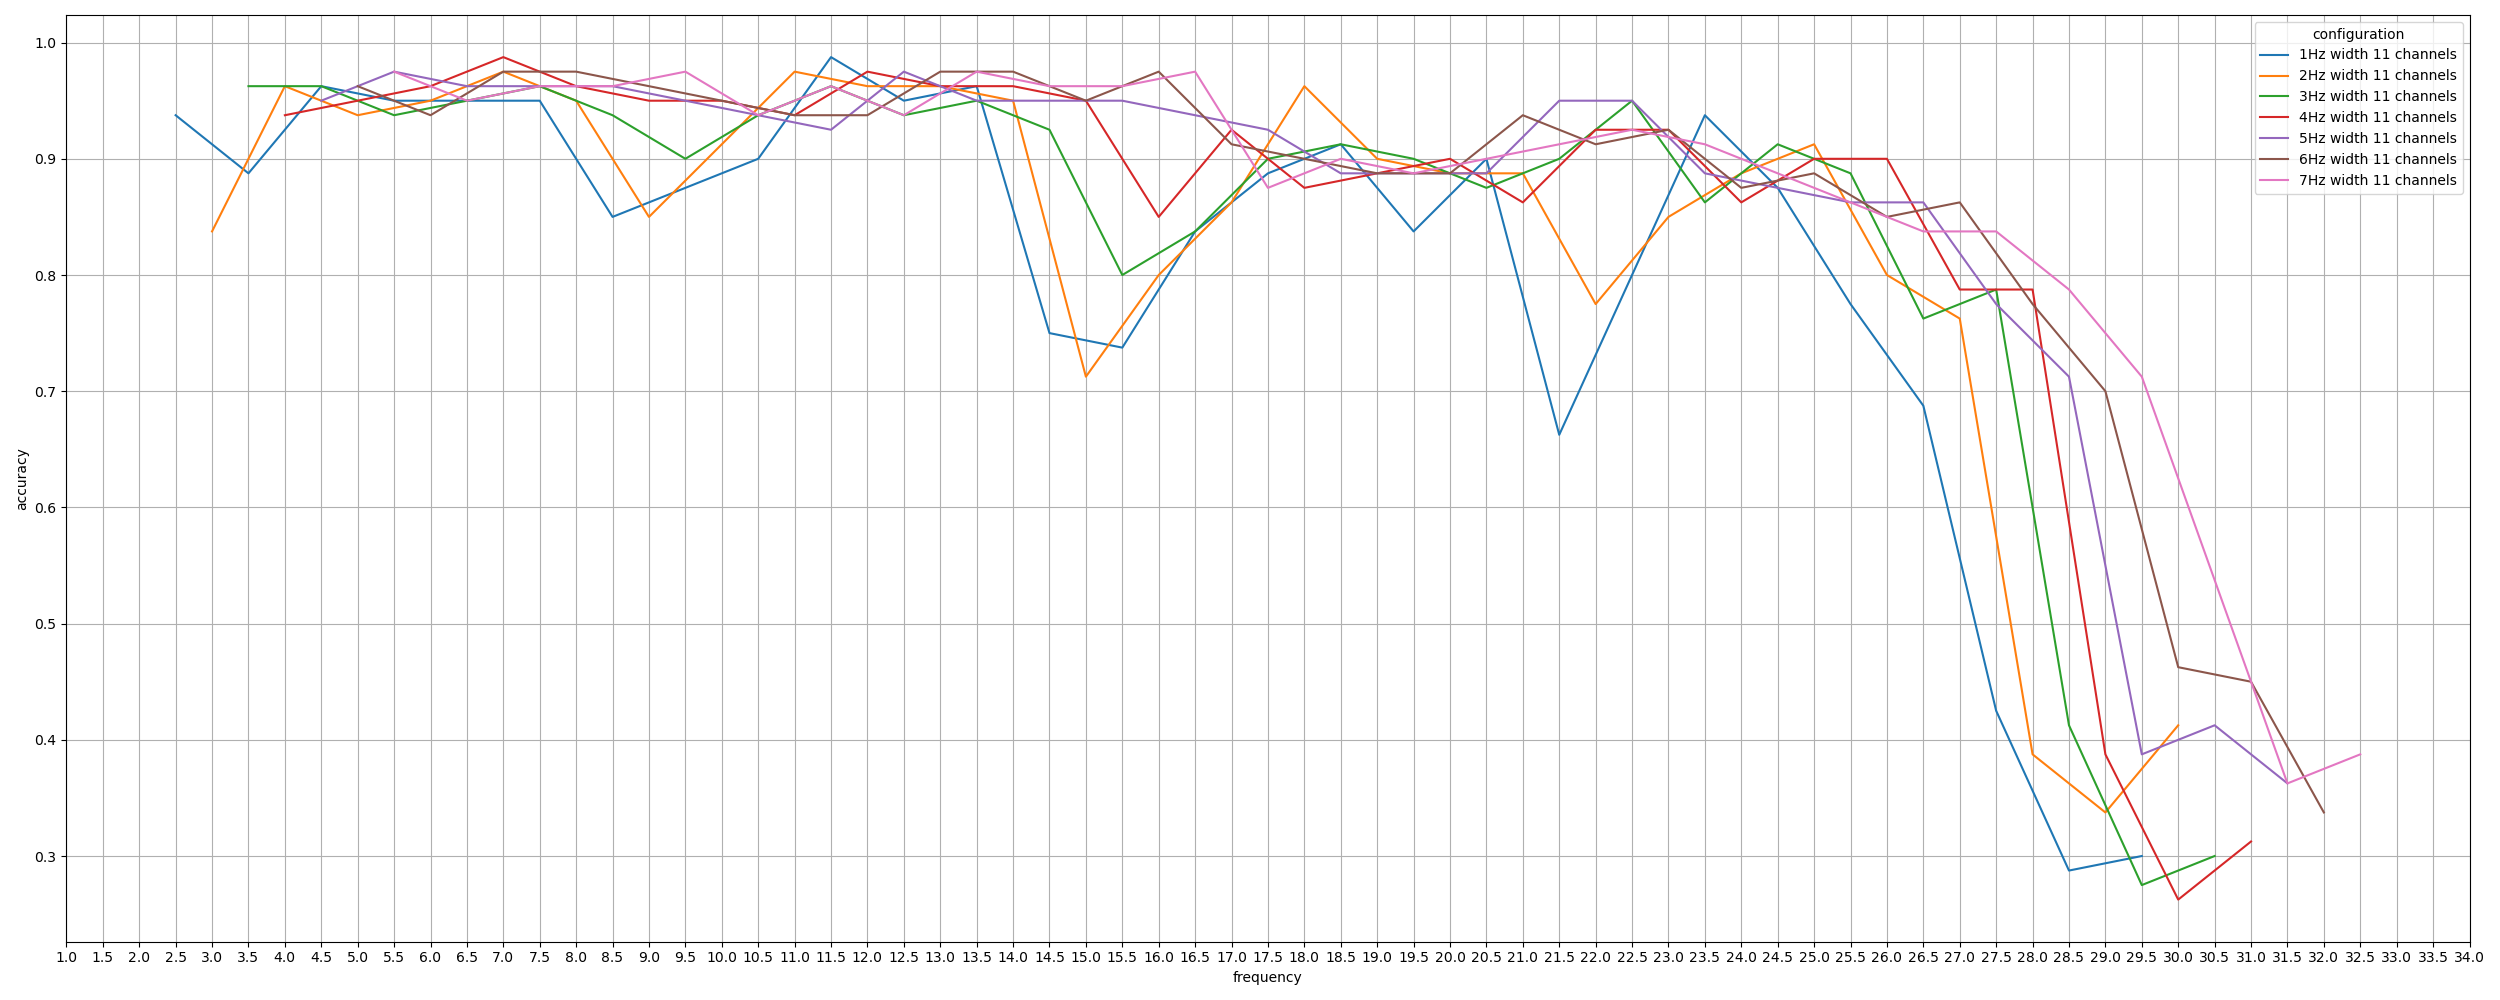 configuration
1Hz width 11 channels
2Hz width 11 channels
3Hz width 11 channels
4Hz width 11 channels
5Hz width 11 channels
6Hz width 11 channels
7Hz width 11 channels
1.0
0.9
0.8
0.7
0.6
0.5
0.4
0.3
accuracy
1.0 1.5 2.0 2.5 3.0 3.5 4.0 4.5 5.0 5.5 6.0 6.5 7.0 7.5 8.0 8.5 9.0 9.5 10.0 10.5 11.0 11.5 12.0 12.5 13.0 13.5 14.0 14.5 15.0 15.5 16.0 16.5 17.0 17.5 18.0 18.5 19.0 19.5 20.0 20.5 21.0 21.5 22.0 22.5 23.0 23.5 24.0 24.5 25.0 25.5 26.0 26.5 27.0 27.5 28.0 28.5 29.0 29.5 30.0 30.5 31.0 31.5 32.0 32.5 33.0 33.5 34.0
frequency